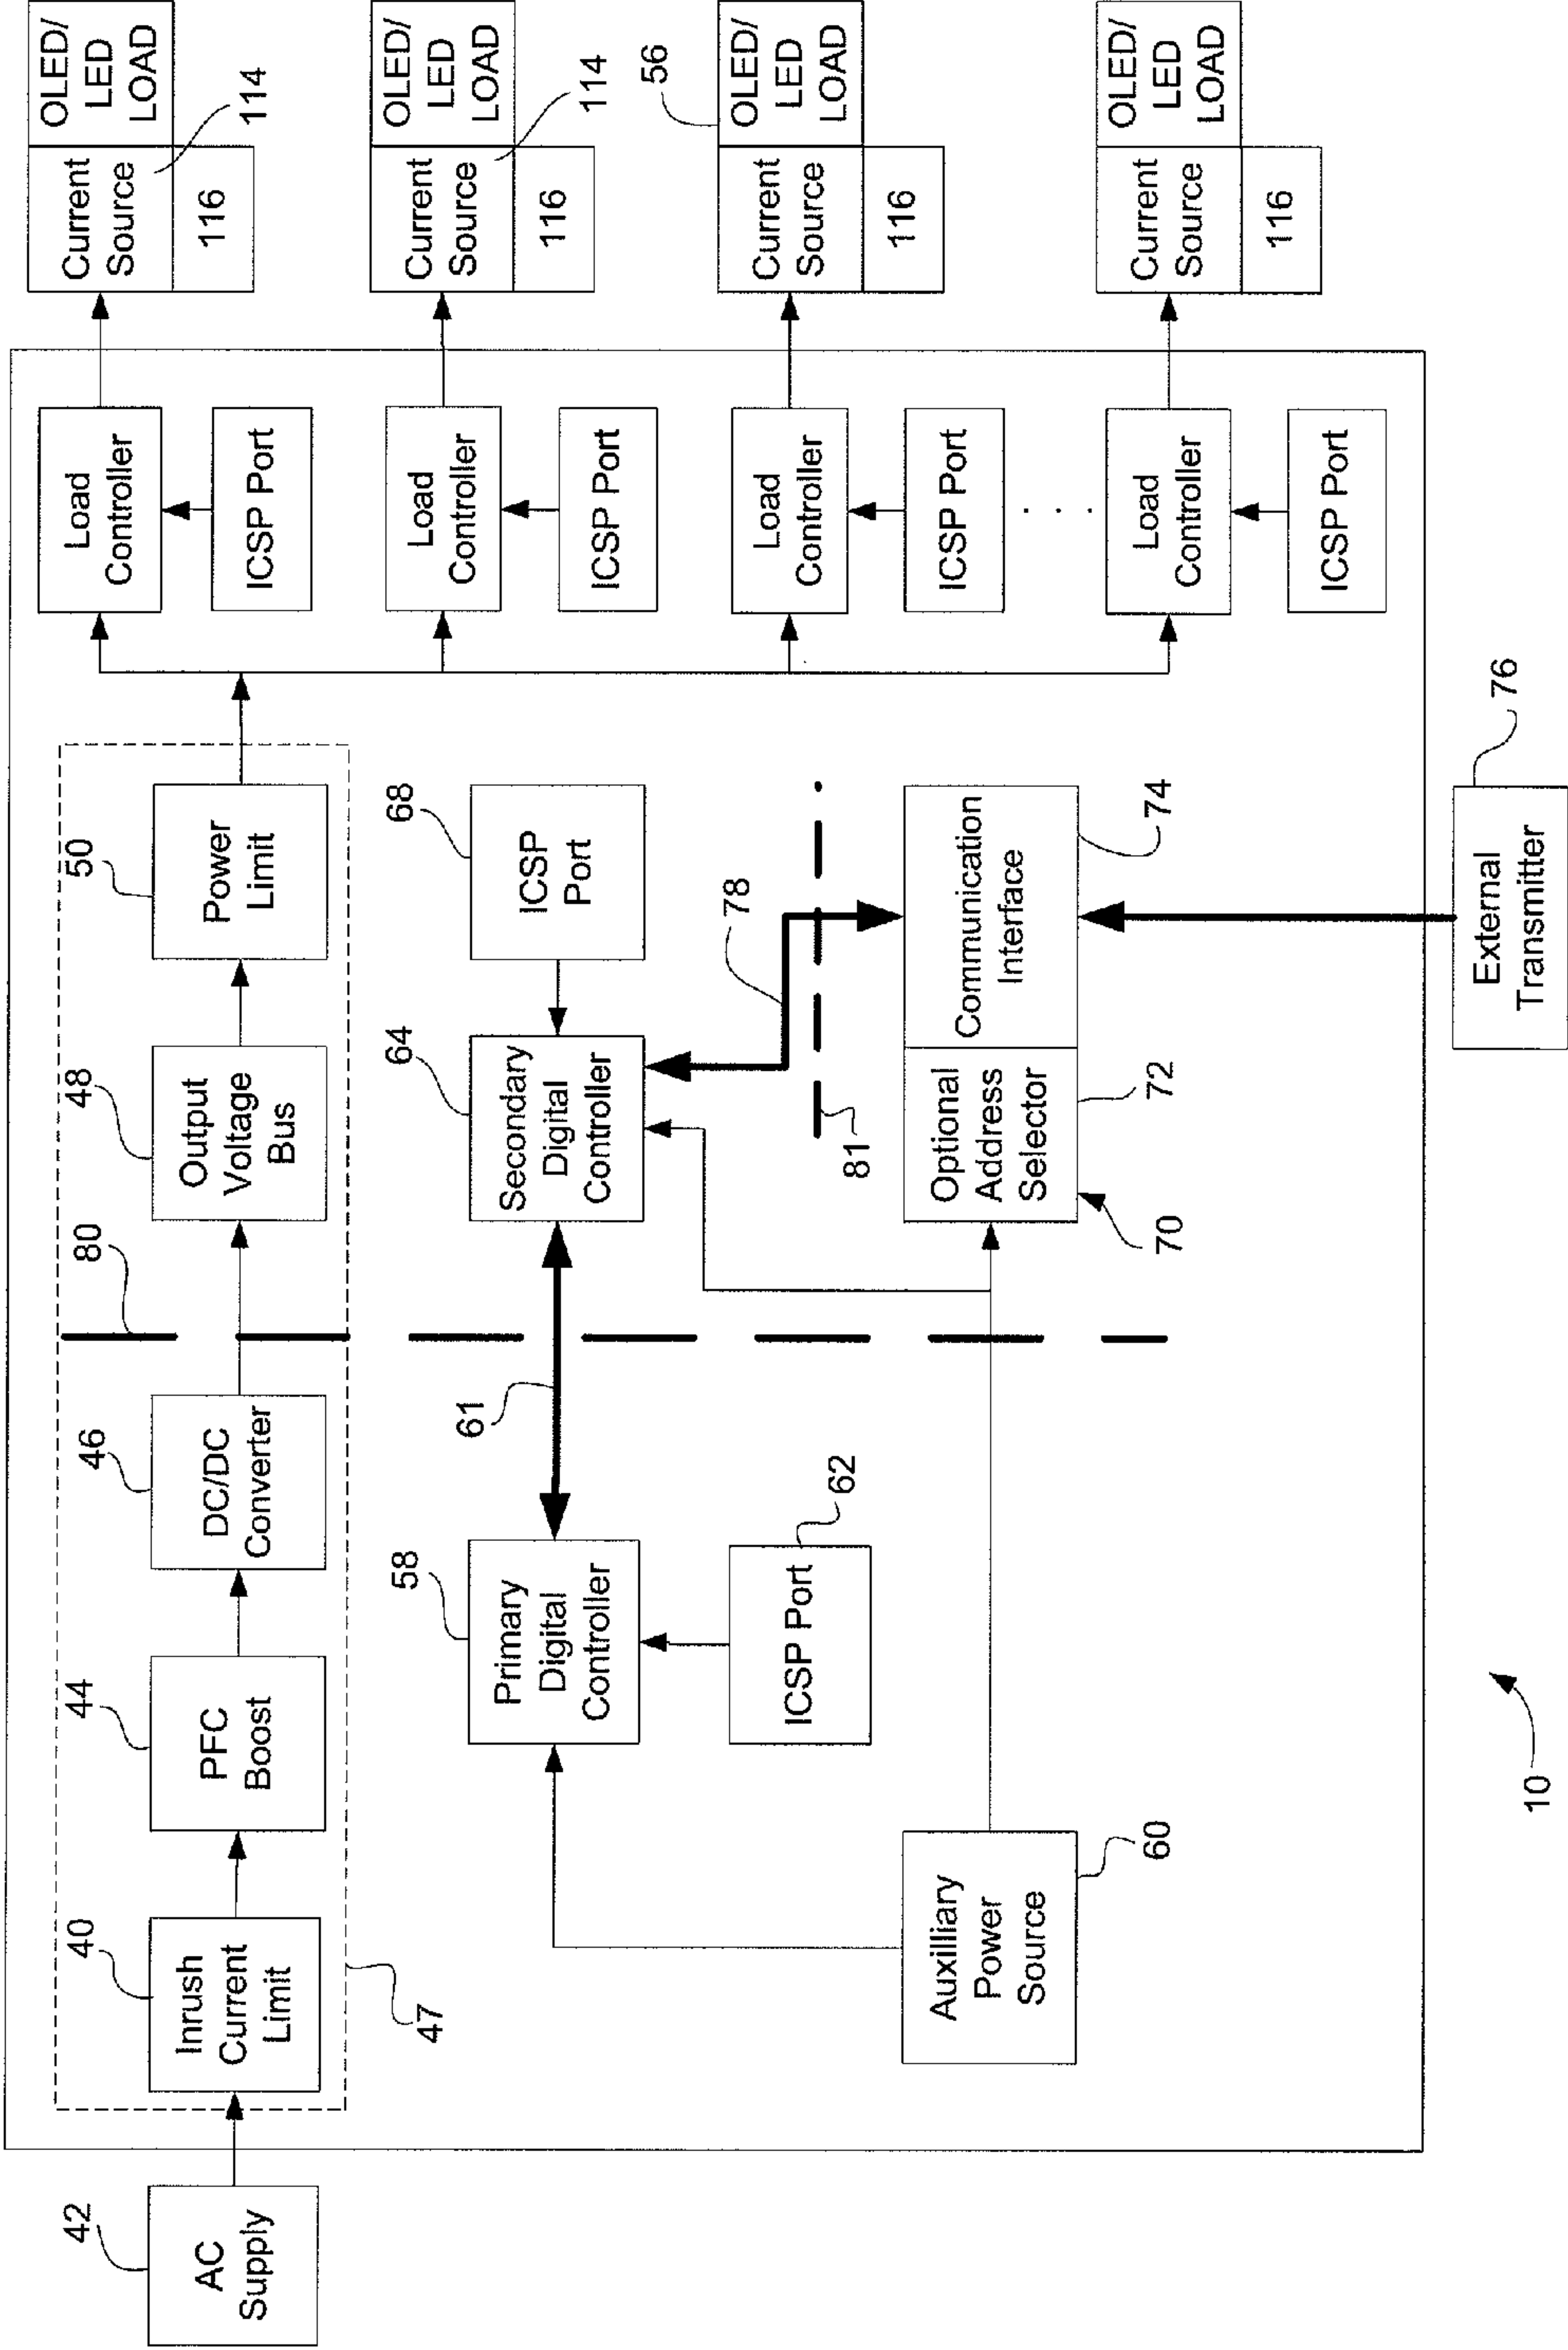 42
AC
Supply
40
Inrush
Current
Limit
44
PFC
Boost
46
DC/DC
Converter
80
48
Output
Voltage
Bus
50
Power
Limit
47
58
Primary
Digital
Controller
61
64
Secondary
Digital
Controller
68
ICSP
Port
62
ICSP Port
78
81
60
Auxilliary
Power
Source
70
Optional
Address
Selector
72
Communication
Interface
74
76
External
Transmitter
10
Load
Controller
ICSP Port
Load
Controller
ICSP Port
Load
Controller
ICSP Port
. . .
Load
Controller
ICSP Port
Current
Source
OLED/
LED
LOAD
116
114
Current
Source
OLED/
LED
LOAD
116
114
56
Current
Source
OLED/
LED
LOAD
116
Current
Source
OLED/
LED
LOAD
116